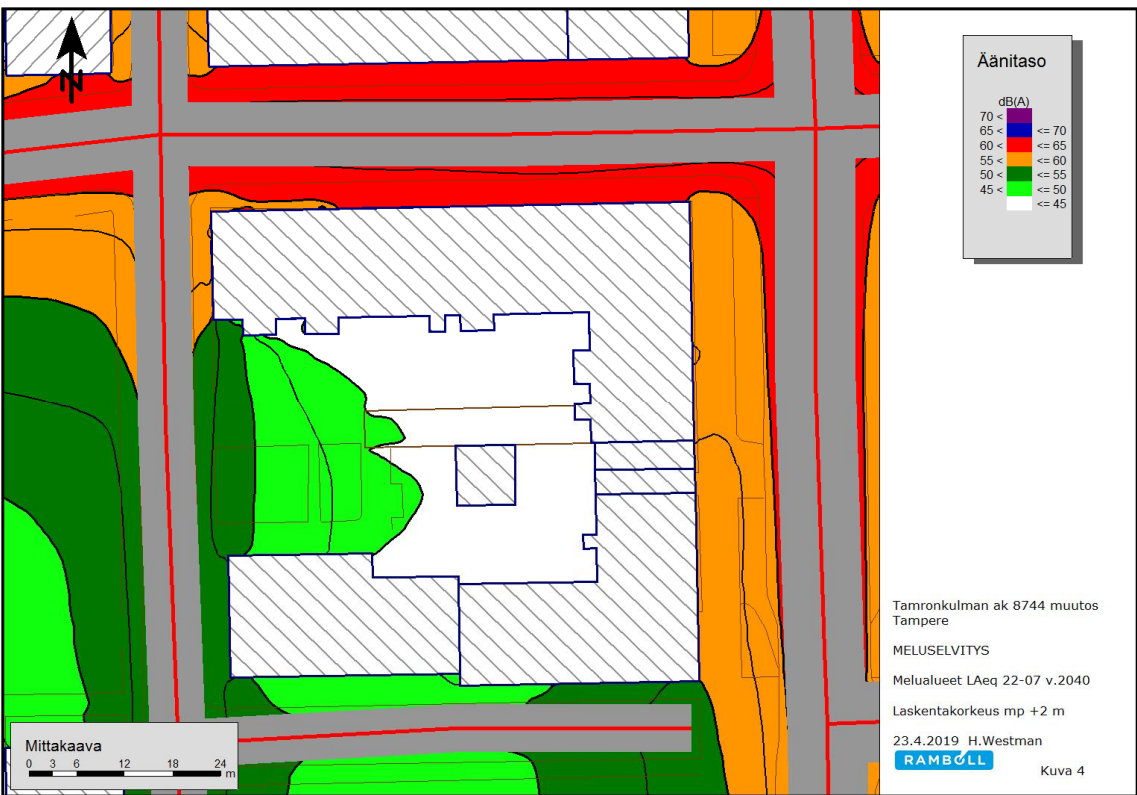 N
Äänitaso
dB(A)
70 <
65 < <= 70
60 < <= 65
55 < <= 60
50 < <= 55
45 < <= 50
<= 45
Tamronkulman ak 8744 muutos
Tampere
MELUSELVITYS
Melualueet LAeq 22-07 v.2040
Laskentakorkeus mp +2 m
23.4.2019 H.Westman
RAMBOLL
Kuva 4
Mittakaava
0 3 6 12 18 24
m